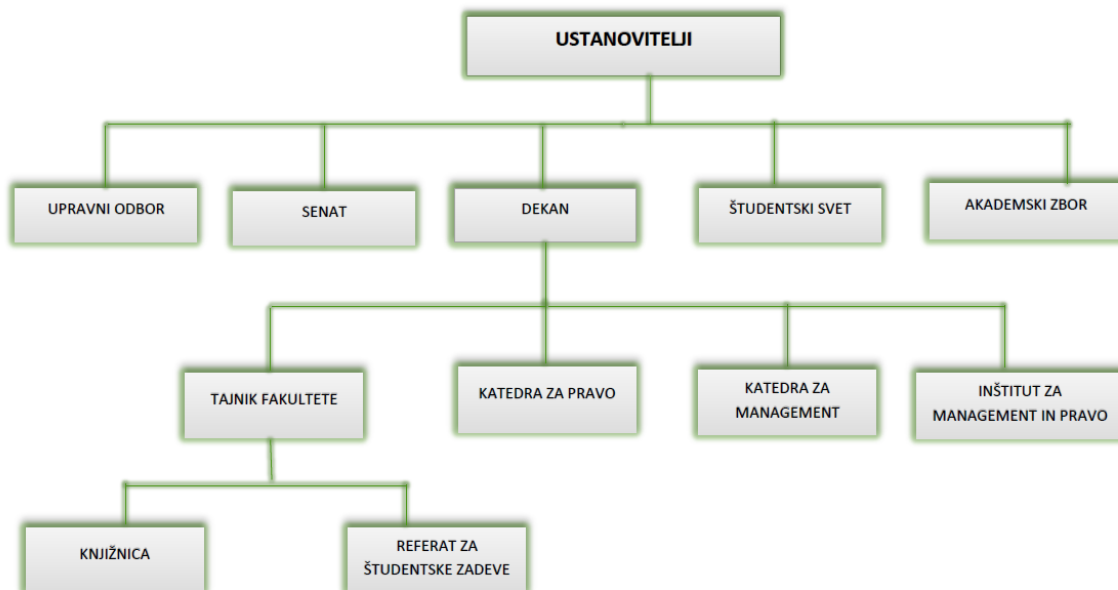 USTANOVITELJI
UPRAVNI ODBOR
SENAT
DEKAN
ŠTUDENTSKI SVET
AKADEMSKI ZBOR
TAJNIK FAKULTETE
KATEDRA ZA PRAVO
KATEDRA ZA
MANAGEMENT
INŠTITUT ZA
MANAGEMENT IN PRAVO
KNJIŽNICA
REFERAT ZA
ŠTUDENTSKE ZADEVE